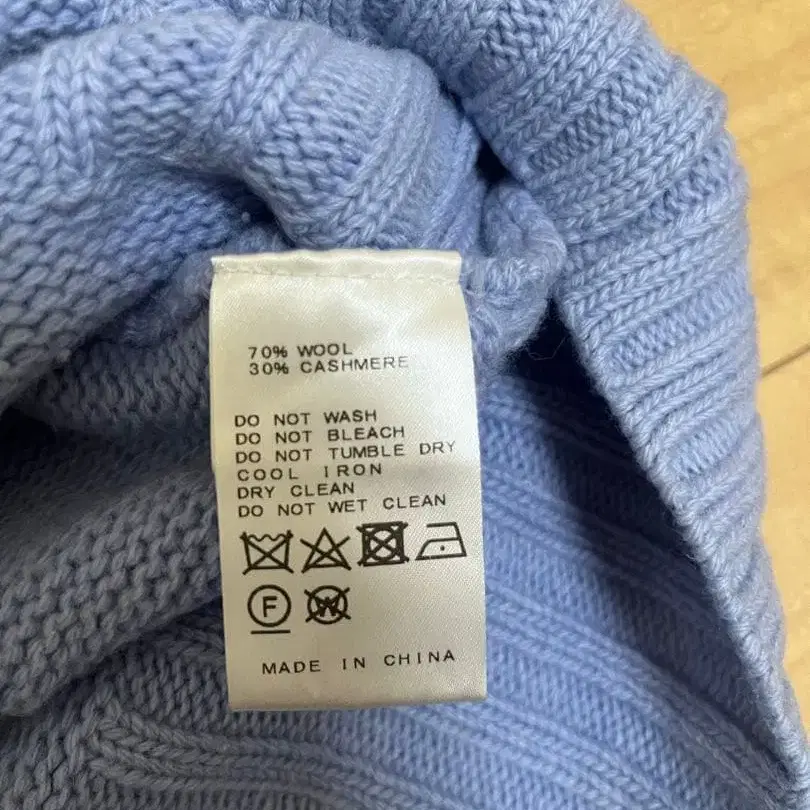 70% WOOL
30% CASHMERE
DO NOT WASH
DO NOT BLEACH
DO NOT TUMBLE DRY
COOL IRON
DRY CLEAN
DO NOT WET CLEAN
F W
MADE IN CHINA